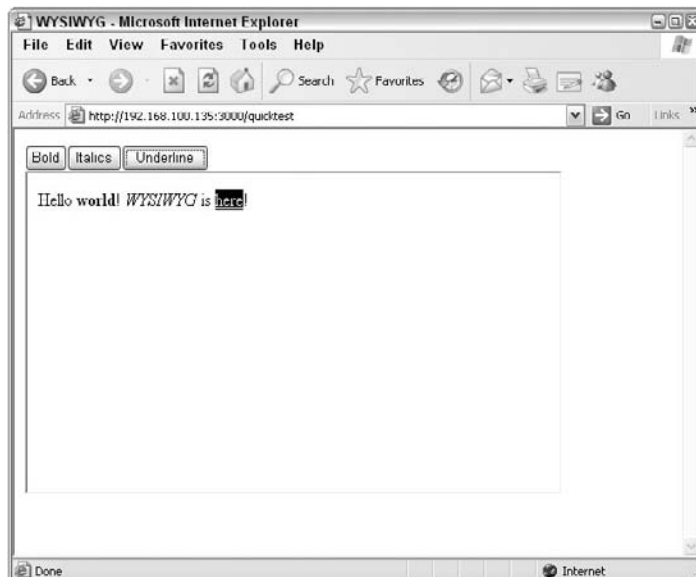 WYSIWYG - Microsoft Internet Explorer
File Edit View Favorites Tools Help
Back Search Favorites
Address http://192.168.100.135:3000/quicktest Go Links »
Bold Italics Underline
Hello world! WYSIWYG is here!
Done Internet